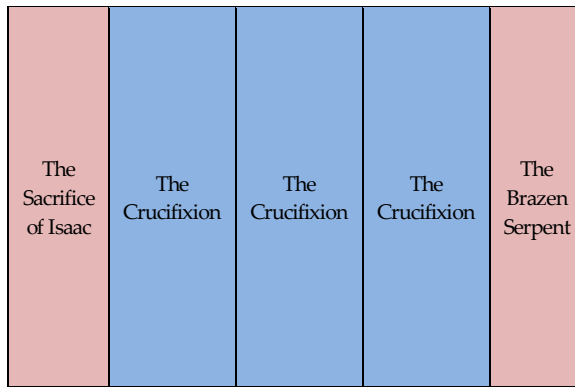 The
Sacrifice
of Isaac
The
Crucifixion
The
Crucifixion
The
Crucifixion
The
Brazen
Serpent